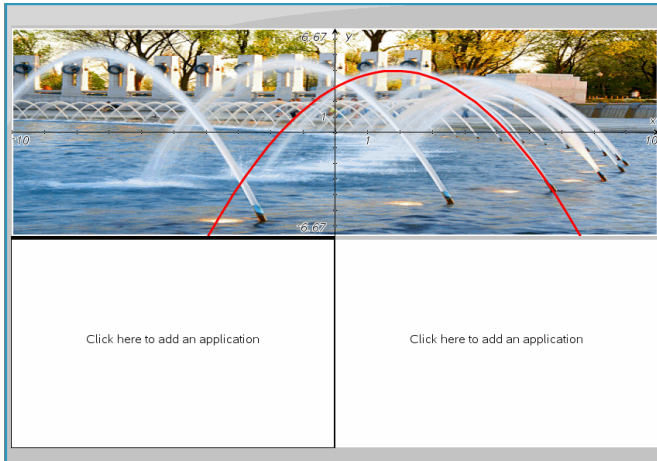 6.67 y
1
x
-10 1 10
-6.67
Click here to add an application
Click here to add an application